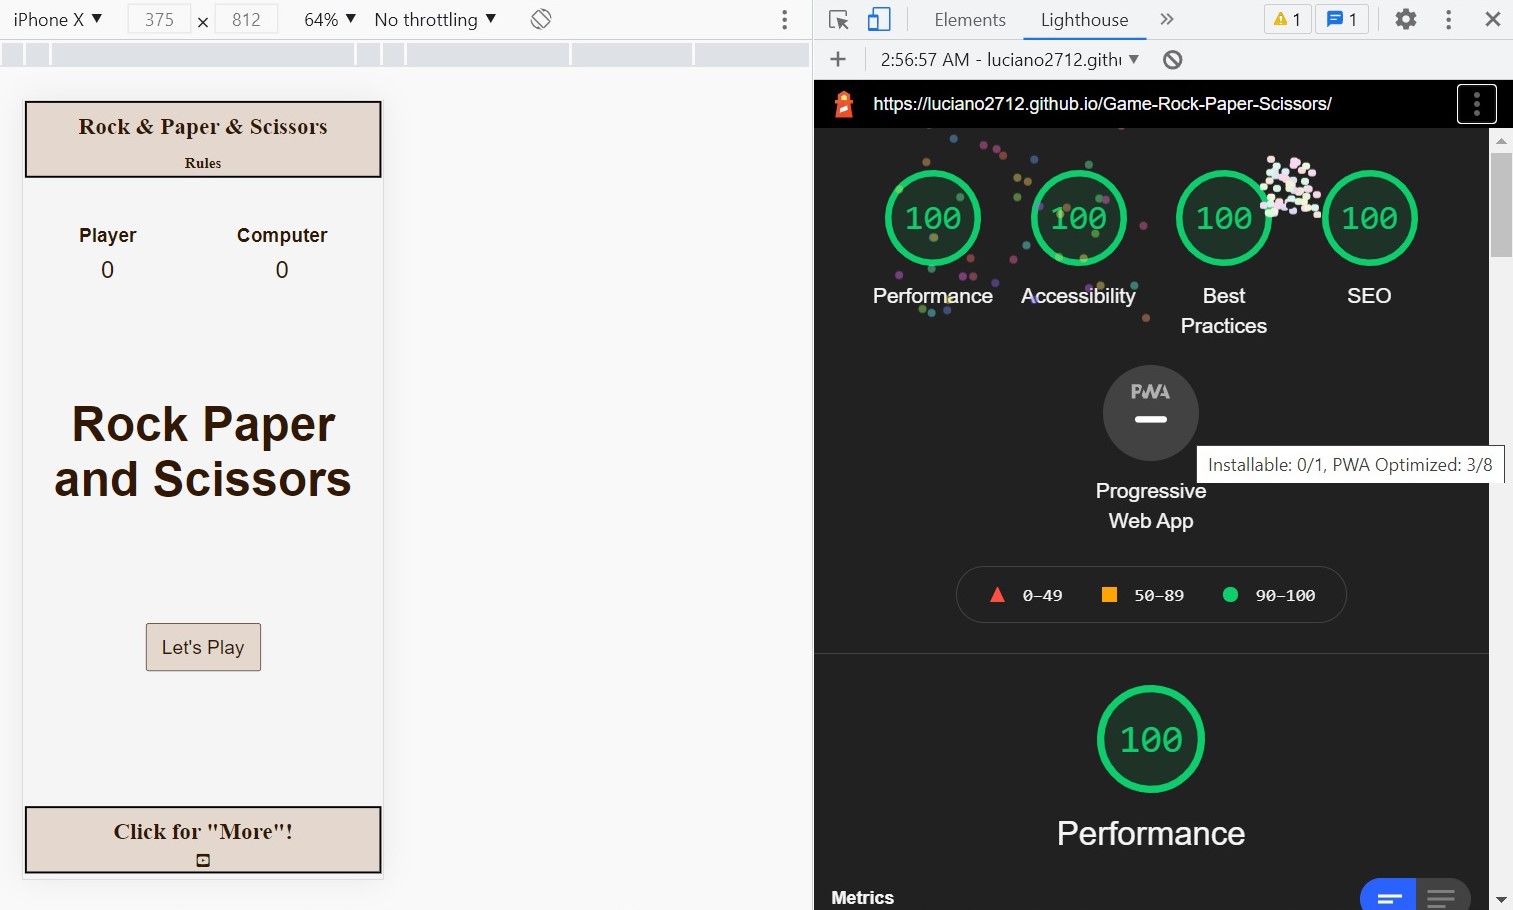 iPhone X 375 × 812 64% No throttling
Elements Lighthouse 1 1
2:56:57 AM - luciano2712.githu
https://luciano2712.github.io/Game-Rock-Paper-Scissors/
Rock & Paper & Scissors
Rules
Player Computer
0 0
Rock Paper
and Scissors
Let's Play
Click for "More"!
100 100 100 100
Performance Accessibility Best
Practices SEO
PWA
Installable: 0/1, PWA Optimized: 3/8
Progressive
Web App
0–49 50–89 90–100
100
Performance
Metrics